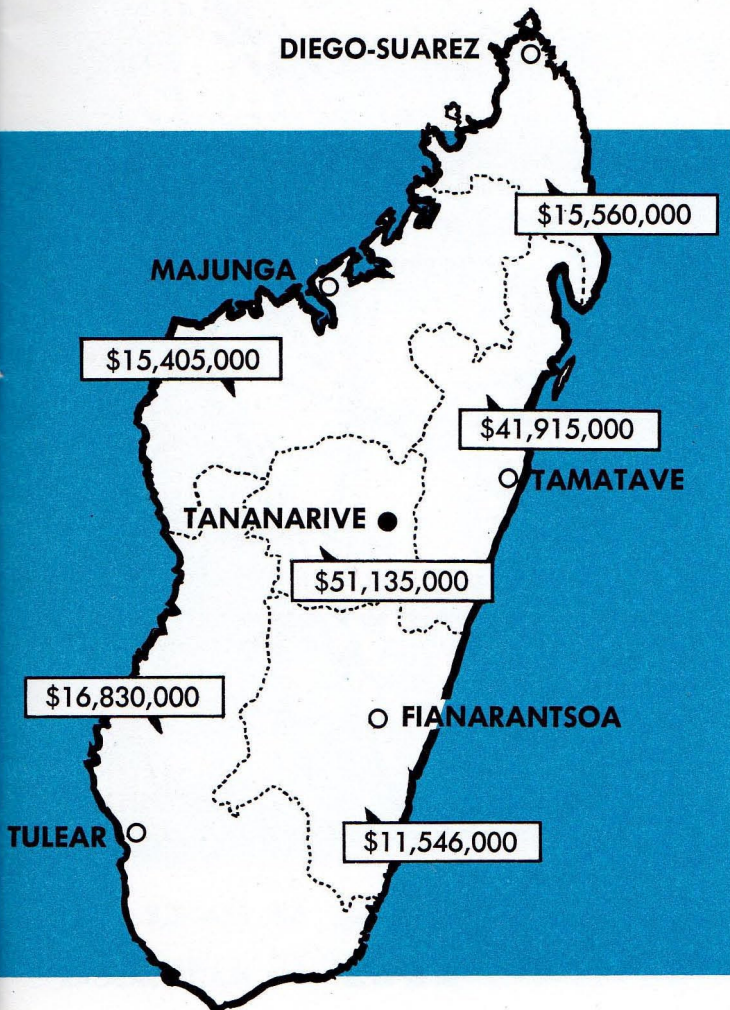 DIEGO-SUAREZ
$15,560,000
MAJUNGA
$15,405,000
$41,915,000
TAMATAVE
TANANARIVE
$51,135,000
$16,830,000
FIANARANTSOA
TULEAR
$11,546,000